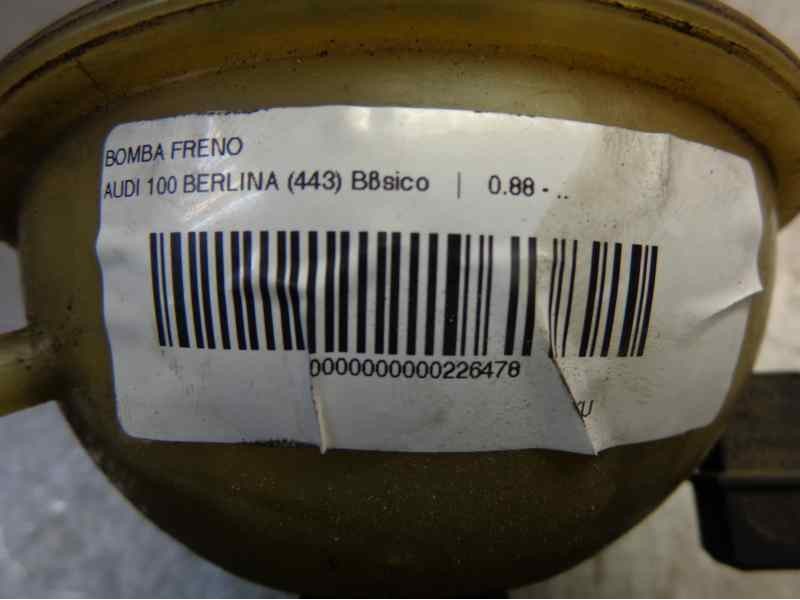 BOMBA FRENO
AUDI 100 BERLINA (443) Bßsico | 0.88 - ..
0000000000226478